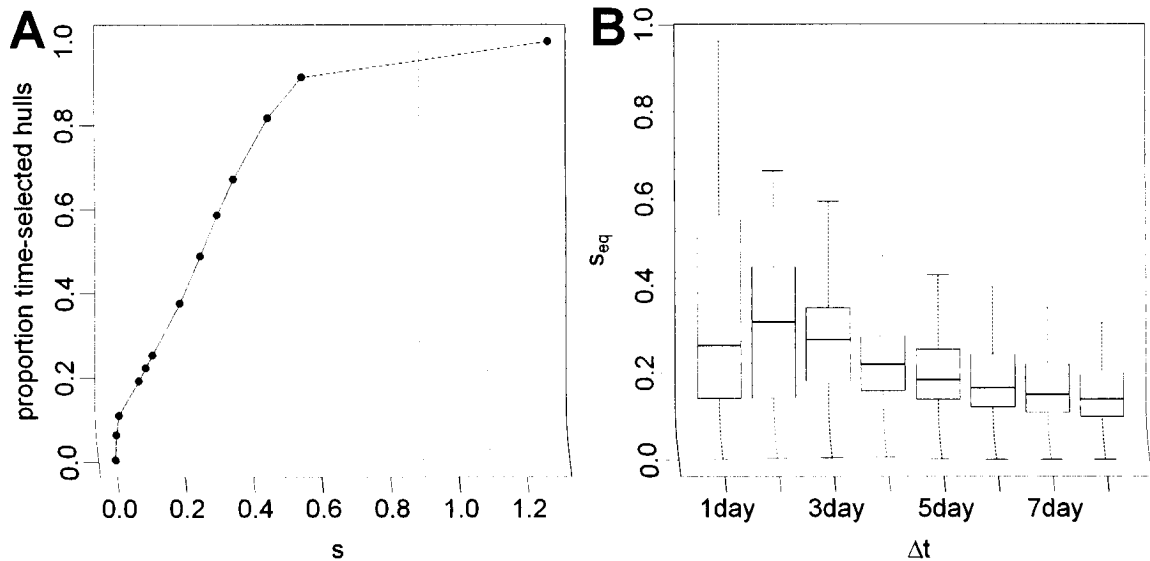 A
proportion time-selected hulls
1.0
0.8
0.6
0.4
0.2
0.0
0.0 0.2 0.4 0.6 0.8 1.0 1.2
s
B
s_eq
1.0
0.8
0.6
0.4
0.2
0.0
1day 3day 5day 7day
Δt